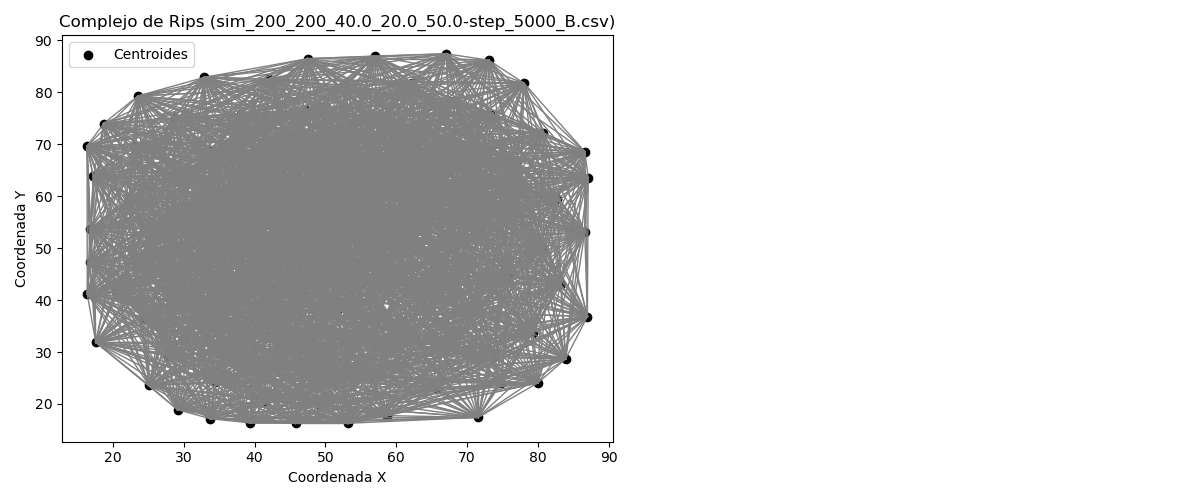 Complejo de Rips (sim_200_200_40.0_20.0_50.0-step_5000_B.csv)
Centroides
90
80
70
60
50
40
30
20
Coordenada Y
20 30 40 50 60 70 80 90
Coordenada X